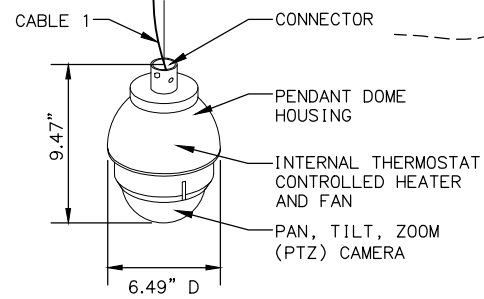 CABLE 1
CONNECTOR
PENDANT DOME
HOUSING
9.47"
INTERNAL THERMOSTAT
CONTROLLED HEATER
AND FAN
PAN, TILT, ZOOM
(PTZ) CAMERA
6.49" D